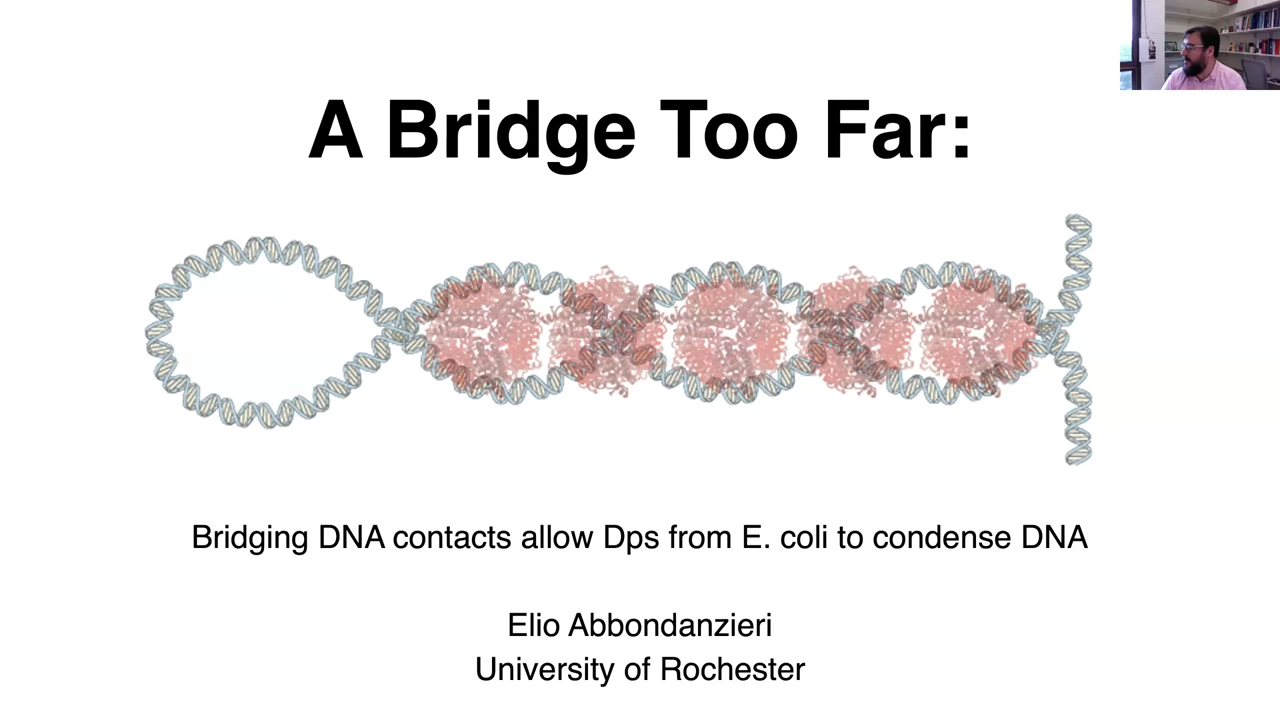 A Bridge Too Far:
Bridging DNA contacts allow Dps from E. coli to condense DNA
Elio Abbondanzieri
University of Rochester